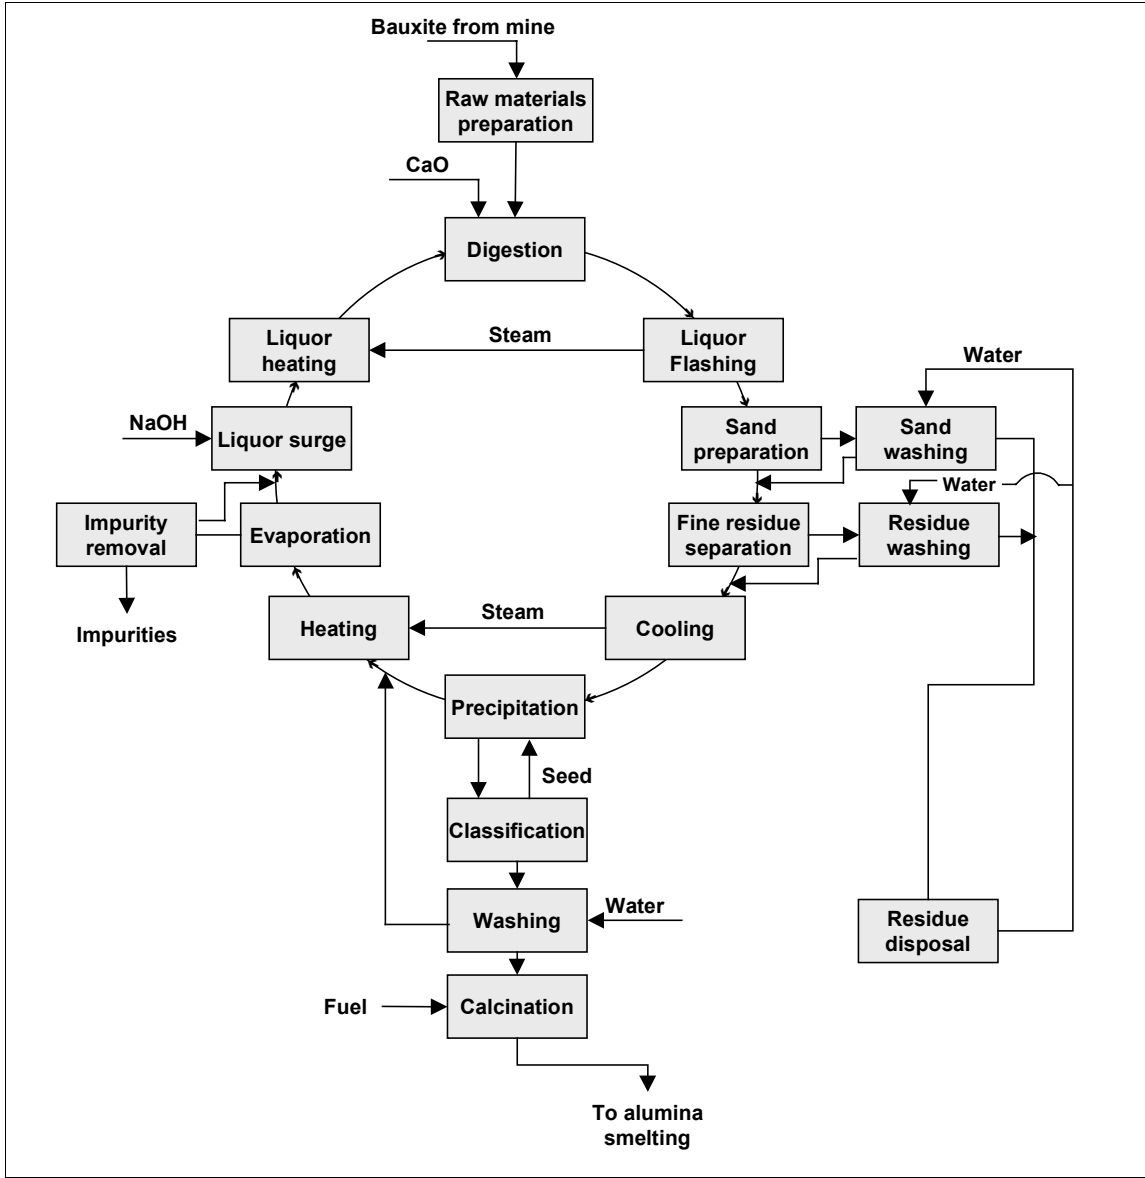 Bauxite from mine
Raw materials
preparation
CaO
Digestion
Liquor
heating
Steam
Liquor
Flashing
Water
NaOH
Liquor surge
Sand
preparation
Sand
washing
Water
Impurity
removal
Evaporation
Fine residue
separation
Residue
washing
Impurities
Heating
Steam
Cooling
Precipitation
Seed
Classification
Washing
Water
Residue
disposal
Fuel
Calcination
To alumina
smelting